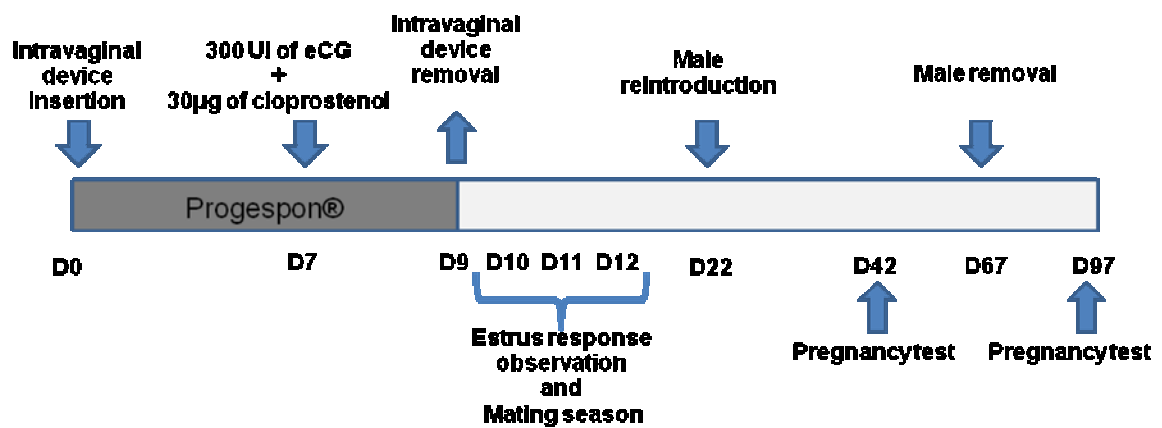 Intravaginal
device
insertion
300 UI of eCG
+
30µg of cloprostenol
Intravaginal
device
removal
Male
reintroduction
Male removal
Progespon®
D0
D7
D9
D10
D11
D12
D22
D42
D67
D97
Estrus response
observation
and
Mating season
Pregnancytest
Pregnancytest